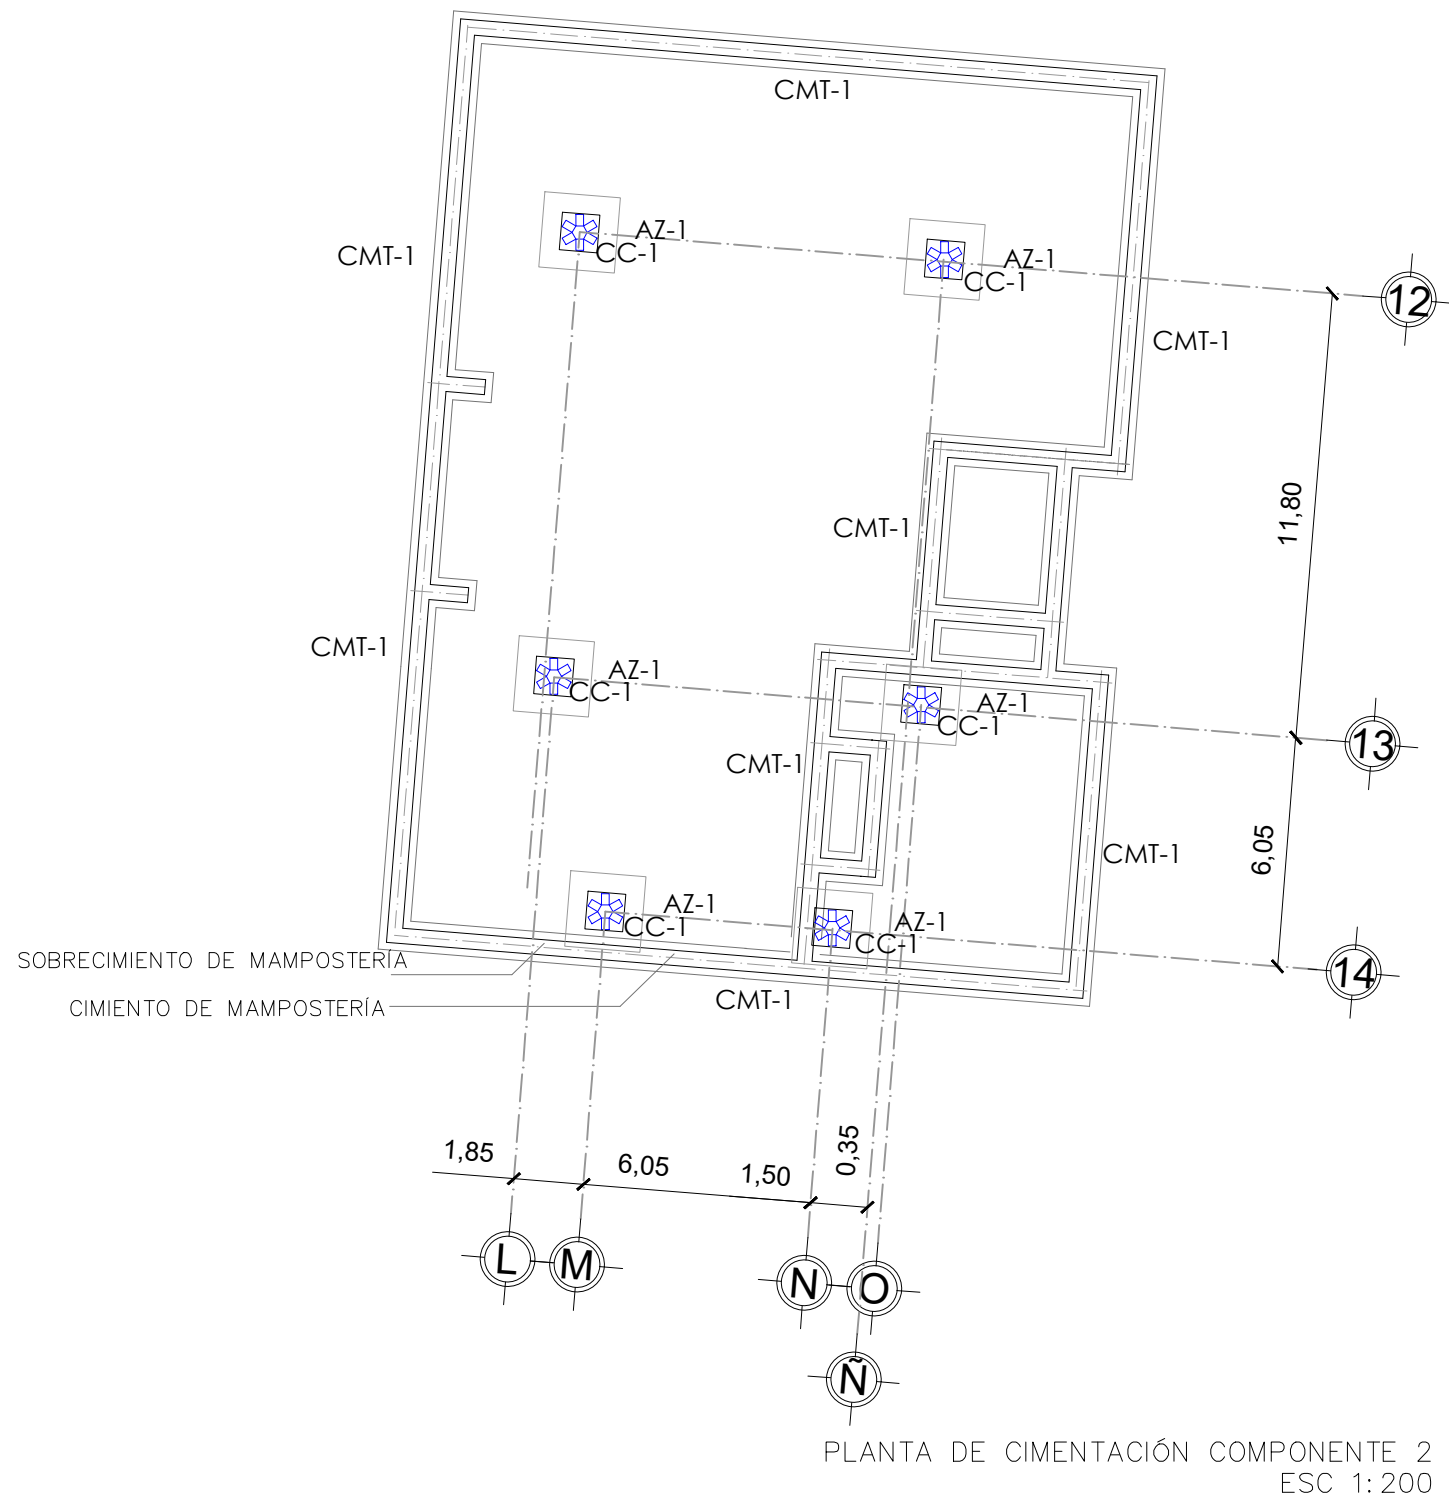 CMT-1
AZ-1
CC-1
CMT-1
AZ-1
CC-1
12
CMT-1
11,80
CMT-1
CMT-1
AZ-1
CC-1
AZ-1
CC-1
13
CMT-1
6,05
CMT-1
AZ-1
CC-1
AZ-1
CC-1
14
SOBRECIMIENTO DE MAMPOSTERÍA
CIMIENTO DE MAMPOSTERÍA
CMT-1
1,85
6,05
1,50
0,35
L
M
N
O
Ñ
PLANTA DE CIMENTACIÓN COMPONENTE 2
ESC 1:200